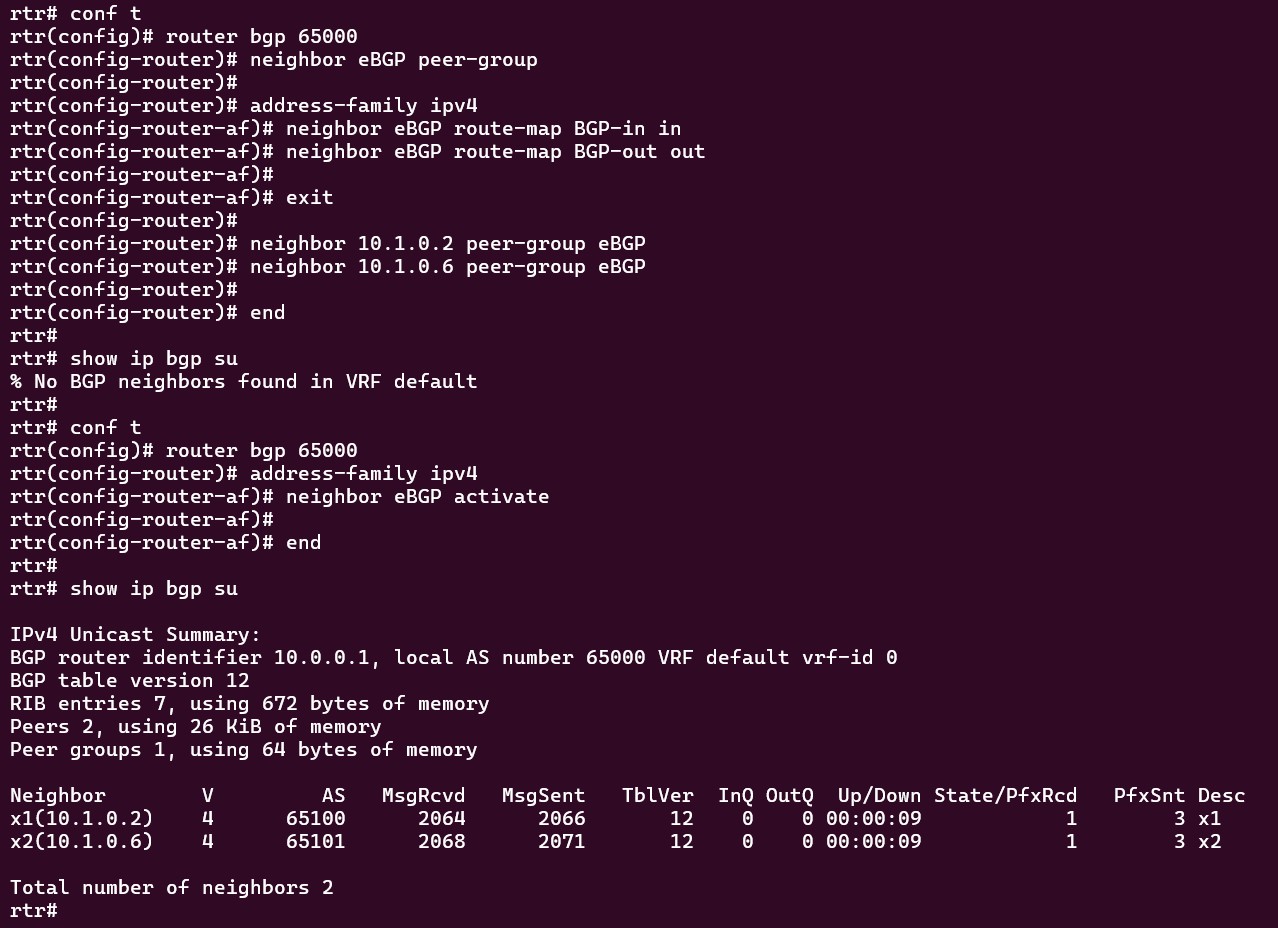 rtr# conf t
rtr(config)# router bgp 65000
rtr(config-router)# neighbor eBGP peer-group
rtr(config-router)#
rtr(config-router)# address-family ipv4
rtr(config-router-af)# neighbor eBGP route-map BGP-in in
rtr(config-router-af)# neighbor eBGP route-map BGP-out out
rtr(config-router-af)#
rtr(config-router-af)# exit
rtr(config-router)#
rtr(config-router)# neighbor 10.1.0.2 peer-group eBGP
rtr(config-router)# neighbor 10.1.0.6 peer-group eBGP
rtr(config-router)#
rtr(config-router)# end
rtr#
rtr# show ip bgp su
% No BGP neighbors found in VRF default
rtr#
rtr# conf t
rtr(config)# router bgp 65000
rtr(config-router)# address-family ipv4
rtr(config-router-af)# neighbor eBGP activate
rtr(config-router-af)#
rtr(config-router-af)# end
rtr#
rtr# show ip bgp su

IPv4 Unicast Summary:
BGP router identifier 10.0.0.1, local AS number 65000 VRF default vrf-id 0
BGP table version 12
RIB entries 7, using 672 bytes of memory
Peers 2, using 26 KiB of memory
Peer groups 1, using 64 bytes of memory

Neighbor        V         AS   MsgRcvd   MsgSent   TblVer  InQ OutQ  Up/Down State/PfxRcd   PfxSnt Desc
x1(10.1.0.2)    4      65100      2064      2066       12    0    0 00:00:09            1        3 x1
x2(10.1.0.6)    4      65101      2068      2071       12    0    0 00:00:09            1        3 x2

Total number of neighbors 2
rtr#